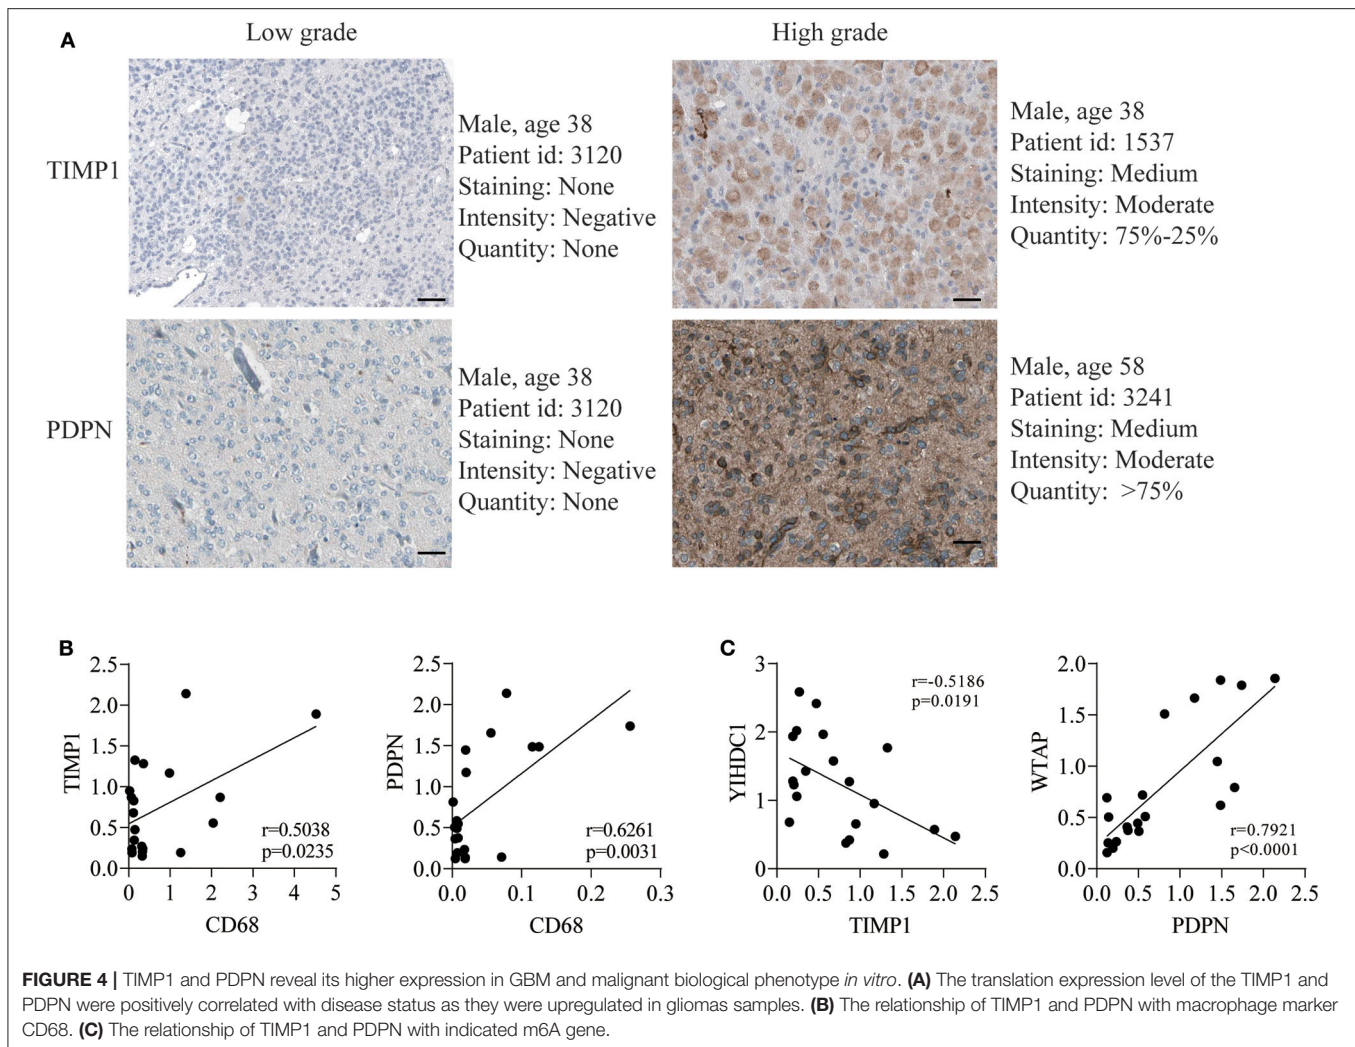 A
Low grade
High grade
TIMP1
Male, age 38
Patient id: 3120
Staining: None
Intensity: Negative
Quantity: None
Male, age 38
Patient id: 1537
Staining: Medium
Intensity: Moderate
Quantity: 75%-25%
PDPN
Male, age 38
Patient id: 3120
Staining: None
Intensity: Negative
Quantity: None
Male, age 58
Patient id: 3241
Staining: Medium
Intensity: Moderate
Quantity: >75%
B
2.5
2.0
1.5
1.0
0.5
0.0
TIMP1
r=0.5038
p=0.0235
0 1 2 3 4 5
CD68
2.5
2.0
1.5
1.0
0.5
0.0
PDPN
r=0.6261
p=0.0031
0.0 0.1 0.2 0.3
CD68
C
3
2
1
0
YIHDC1
r=-0.5186
p=0.0191
0.0 0.5 1.0 1.5 2.0 2.5
TIMP1
2.0
1.5
1.0
0.5
0.0
WTAP
r=0.7921
p<0.0001
0.0 0.5 1.0 1.5 2.0 2.5
PDPN
FIGURE 4 | TIMP1 and PDPN reveal its higher expression in GBM and malignant biological phenotype in vitro. (A) The translation expression level of the TIMP1 and
PDPN were positively correlated with disease status as they were upregulated in gliomas samples. (B) The relationship of TIMP1 and PDPN with macrophage marker
CD68. (C) The relationship of TIMP1 and PDPN with indicated m6A gene.